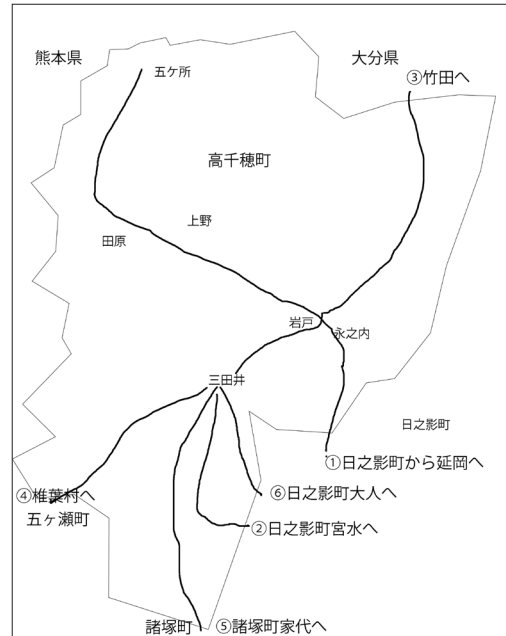 熊本県
大分県
五ケ所
③竹田へ
高千穂町
上野
田原
岩戸
永之内
三田井
日之影町
①日之影町から延岡へ
④椎葉村へ
⑥日之影町大人へ
五ヶ瀬町
②日之影町宮水へ
諸塚町
⑤諸塚町家代へ